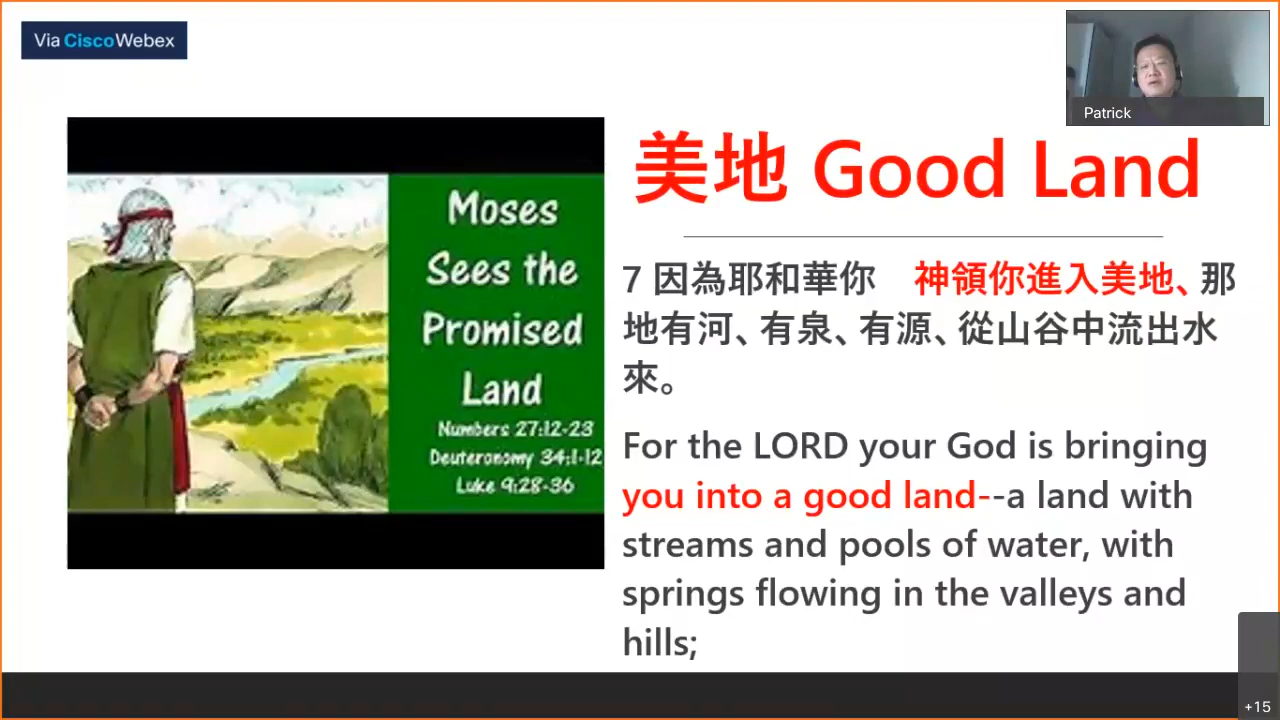 Via CiscoWebex
Patrick
Moses
Sees the
Promised
Land
Numbers 27:12-23
Deuteronomy 34:1-12
Luke 9:28-36
美地 Good Land
7 因為耶和華你　神領你進入美地、那
地有河、有泉、有源、從山谷中流出水
來。
For the LORD your God is bringing
you into a good land--a land with
streams and pools of water, with
springs flowing in the valleys and
hills;
+15